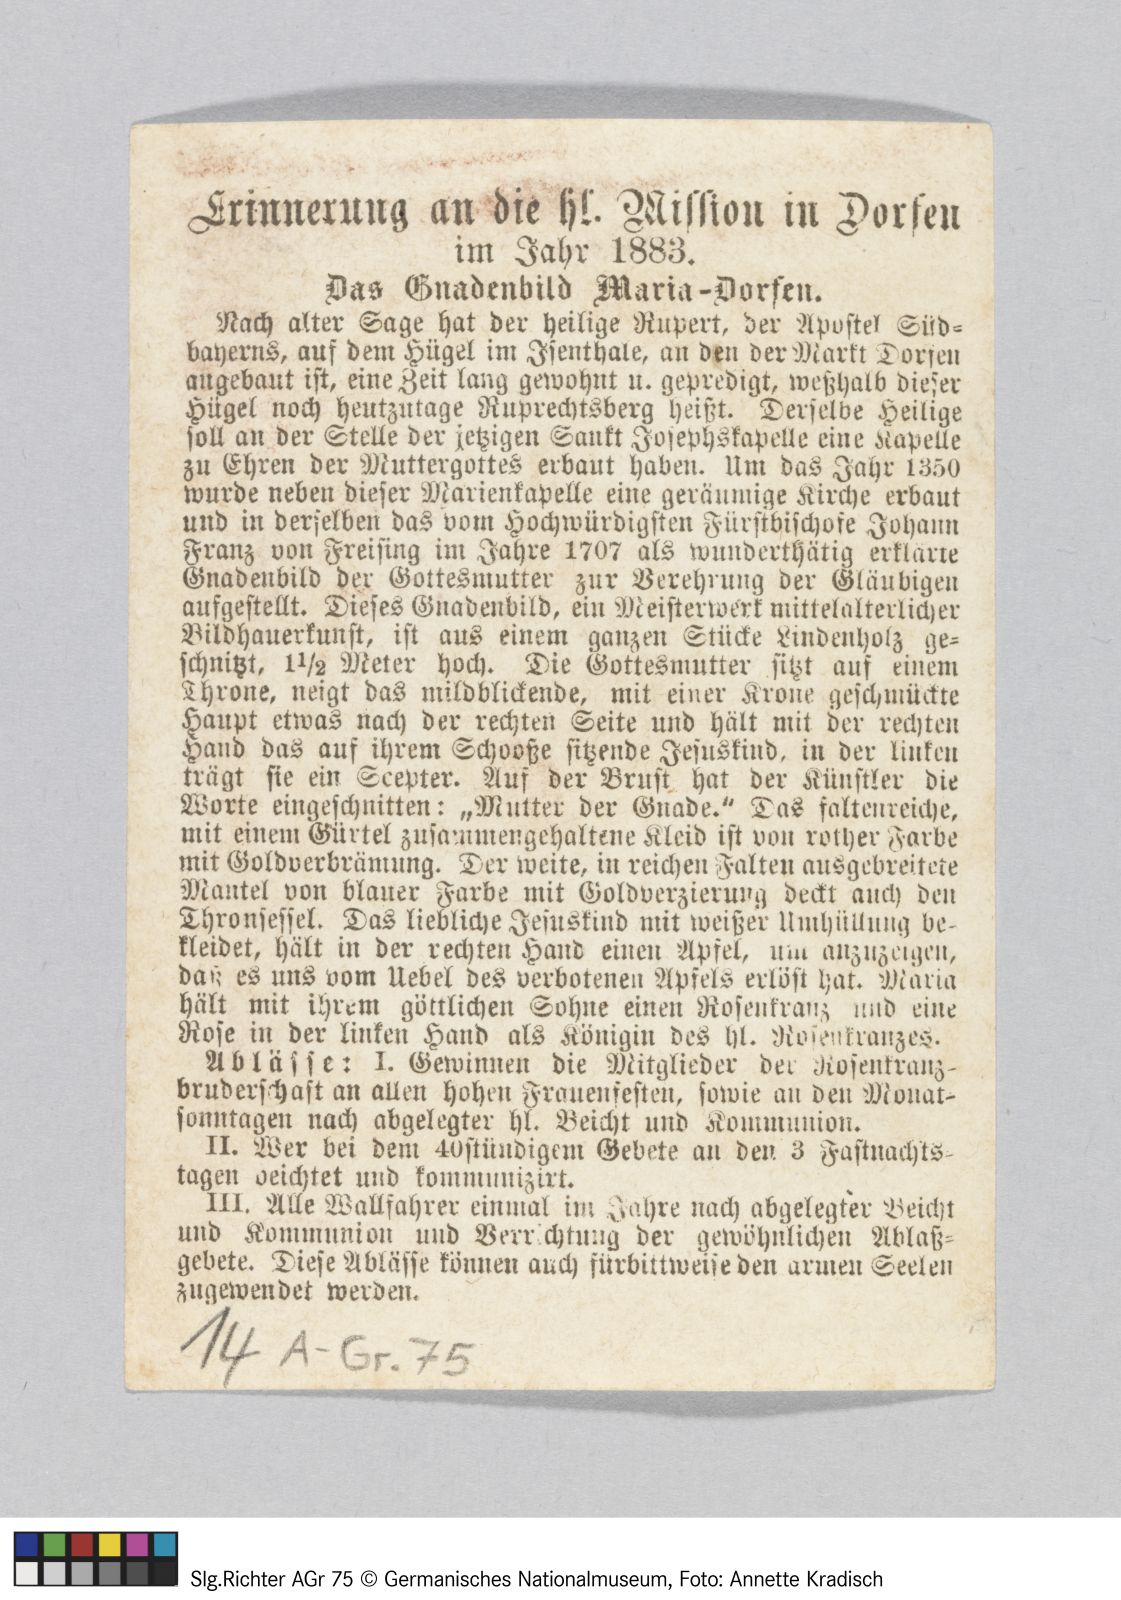 Erinnerung an die hl. Mission in Dorfen
im Jahr 1883.
Das Gnadenbild Maria-Dorfen.
Nach alter Sage hat der heilige Rupert, der Apostel Süd-
bayerns, auf dem Hügel im Isenthale, an den der Markt Dorfen
angebaut ist, eine Zeit lang gewohnt u. gepredigt, weßhalb dieser
Hügel noch heutzutage Ruprechtsberg heißt. Derselbe Heilige
soll an der Stelle der jetzigen Sankt Josephskapelle eine Kapelle
zu Ehren der Muttergottes erbaut haben. Um das Jahr 1350
wurde neben dieser Marienkapelle eine geräumige Kirche erbaut
und in derselben das vom Hochwürdigsten Fürstbischofe Johann
Franz von Freising im Jahre 1707 als wunderthätig erklärte
Gnadenbild der Gottesmutter zur Verehrung der Gläubigen
aufgestellt. Dieses Gnadenbild, ein Meisterwerk mittelalterlicher
Bildhauerkunst, ist aus einem ganzen Stücke Lindenholz ge-
schnitzt, 1 1/2 Meter hoch. Die Gottesmutter sitzt auf einem
Throne, neigt das mildblickende, mit einer Krone geschmückte
Haupt etwas nach der rechten Seite und hält mit der rechten
Hand das auf ihrem Schooße sitzende Jesuskind, in der linken
trägt sie ein Scepter. Auf der Brust hat der Künstler die
Worte eingeschnitten: „Mutter der Gnade.“ Das faltenreiche,
mit einem Gürtel zusammengehaltene Kleid ist von rother Farbe
mit Goldverbrämung. Der weite, in reichen Falten ausgebreitete
Mantel von blauer Farbe mit Goldverzierung deckt auch den
Thronsessel. Das liebliche Jesuskind mit weißer Umhüllung be-
kleidet, hält in der rechten Hand einen Apfel, um anzuzeigen,
daß es uns vom Uebel des verbotenen Apfels erlöst hat. Maria
hält mit ihrem göttlichen Sohne einen Rosenkranz und eine
Rose in der linken Hand als Königin des hl. Rosenkranzes.
Ablässe: I. Gewinnen die Mitglieder der Rosenkranz-
bruderschaft an allen hohen Frauenfesten, sowie an den Monat-
sonntagen nach abgelegter hl. Beicht und Kommunion.
II. Wer bei dem 40stündigem Gebete an den 3 Fastnachts-
tagen beichtet und kommunizirt.
III. Alle Wallfahrer einmal im Jahre nach abgelegter Beicht
und Kommunion und Verrichtung der gewöhnlichen Ablaß-
gebete. Diese Ablässe können auch fürbittweise den armen Seelen
zugewendet werden.
14 A-Gr. 75
Slg.Richter AGr 75 © Germanisches Nationalmuseum, Foto: Annette Kradisch